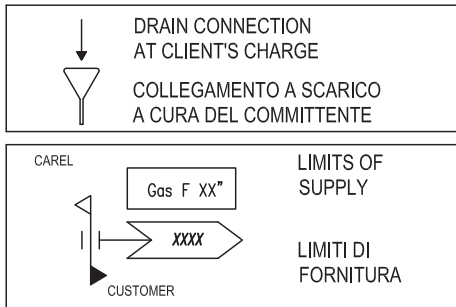 DRAIN CONNECTION
AT CLIENT'S CHARGE
COLLEGAMENTO A SCARICO
A CURA DEL COMMITTENTE
CAREL
LIMITS OF
SUPPLY
Gas F XX"
XXXX
LIMITI DI
FORNITURA
CUSTOMER